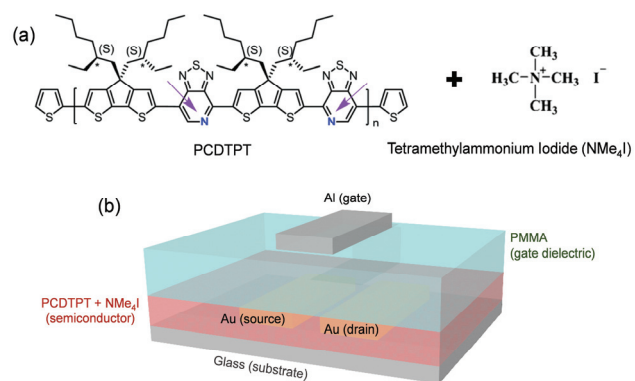 (a)
(S)
(S)
(S)
(S)
*
*
*
*
N
S
N
N
S
N
S
S
S
N
S
S
N
S
n
PCDTPT
+
CH₃
H₃C
N⁺
CH₃
I⁻
CH₃
Tetramethylammonium Iodide (NMe₄I)
(b)
Al (gate)
PMMA
(gate dielectric)
PCDTPT + NMe₄I
(semiconductor)
Au (source)
Au (drain)
Glass (substrate)